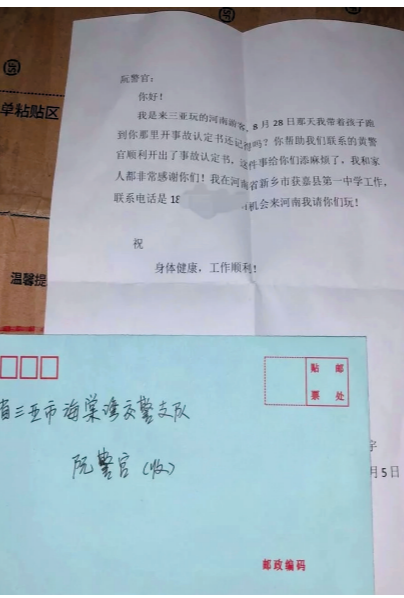 单粘贴区
温馨提
阮警官：
你好！
我是来三亚玩的河南游客，8月28日那天我带着孩子跑
到你那里开事故认定书还记得吗？你帮助我们联系的黄警
官顺利开出了事故认定书，这件事给你们添麻烦了，我和家
人都非常感谢你们！我在河南省新乡市获嘉县第一中学工作，
联系电话是18 机会来河南我请你们玩！
祝
身体健康，工作顺利！
字
月5日
贴 邮
票 处
省三亚市海棠湾交警支队
阮警官（收）
邮政编码